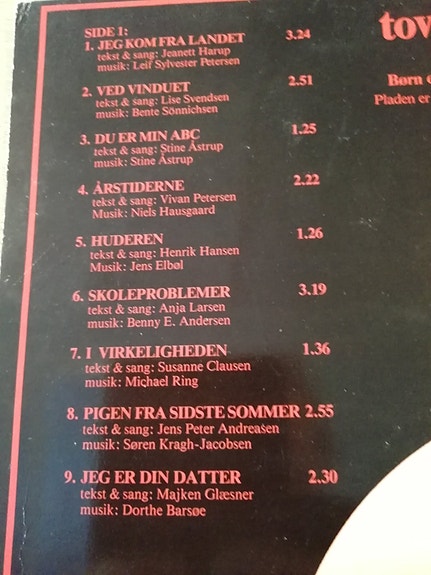 SIDE 1:
1. JEG KOM FRA LANDET 3.24
tekst & sang: Jeanett Harup
musik: Leif Sylvester Petersen
2. VED VINDUET 2.51
tekst & sang: Lise Svendsen
musik: Bente Sönnichsen
3. DU ER MIN ABC 1.25
tekst & sang: Stine Åstrup
musik: Stine Åstrup
4. ÅRSTIDERNE 2.22
tekst & sang: Vivan Petersen
Musik: Niels Hausgaard
5. HUDEREN 1.26
tekst & sang: Henrik Hansen
Musik: Jens Elbøl
6. SKOLEPROBLEMER 3.19
tekst & sang: Anja Larsen
musik: Benny E. Andersen
7. I VIRKELIGHEDEN 1.36
tekst & sang: Susanne Clausen
musik: Michael Ring
8. PIGEN FRA SIDSTE SOMMER 2.55
tekst & sang: Jens Peter Andreasen
musik: Søren Kragh-Jacobsen
9. JEG ER DIN DATTER 2.30
tekst & sang: Majken Glæsner
musik: Dorthe Barsøe
tov
Børn
Pladen er